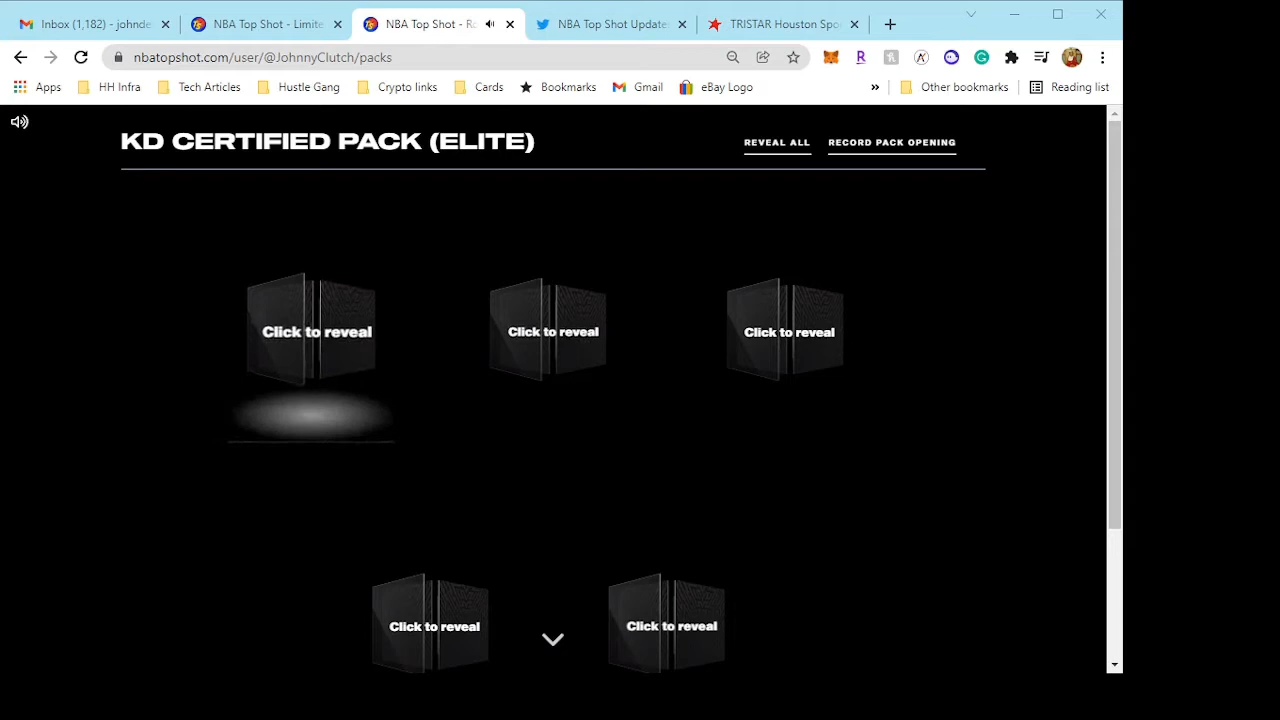 Inbox (1,182) - johnde
NBA Top Shot - Limite
NBA Top Shot - Ro
NBA Top Shot Update
TRISTAR Houston Spo
nbatopshot.com/user/@JohnnyClutch/packs
Apps
HH Infra
Tech Articles
Hustle Gang
Crypto links
Cards
Bookmarks
Gmail
eBay Logo
Other bookmarks
Reading list
KD CERTIFIED PACK (ELITE)
REVEAL ALL
RECORD PACK OPENING
Click to reveal
Click to reveal
Click to reveal
Click to reveal
Click to reveal